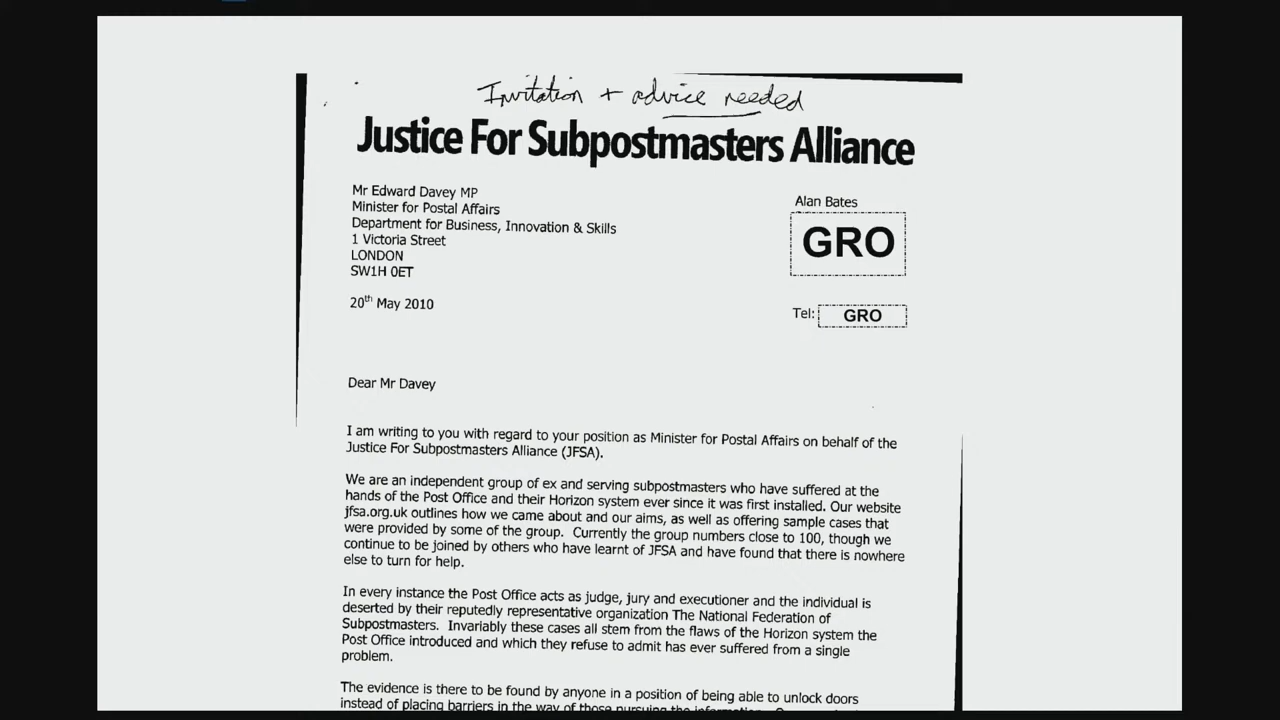 Invitation + advice needed
Justice For Subpostmasters Alliance
Mr Edward Davey MP
Minister for Postal Affairs
Department for Business, Innovation & Skills
1 Victoria Street
LONDON
SW1H 0ET
20th May 2010
Alan Bates
GRO
Tel: GRO
Dear Mr Davey
I am writing to you with regard to your position as Minister for Postal Affairs on behalf of the
Justice For Subpostmasters Alliance (JFSA).
We are an independent group of ex and serving subpostmasters who have suffered at the
hands of the Post Office and their Horizon system ever since it was first installed. Our website
jfsa.org.uk outlines how we came about and our aims, as well as offering sample cases that
were provided by some of the group. Currently the group numbers close to 100, though we
continue to be joined by others who have learnt of JFSA and have found that there is nowhere
else to turn for help.
In every instance the Post Office acts as judge, jury and executioner and the individual is
deserted by their reputedly representative organization The National Federation of
Subpostmasters. Invariably these cases all stem from the flaws of the Horizon system the
Post Office introduced and which they refuse to admit has ever suffered from a single
problem.
The evidence is there to be found by anyone in a position of being able to unlock doors
instead of placing barriers in the way of those pursuing the information.